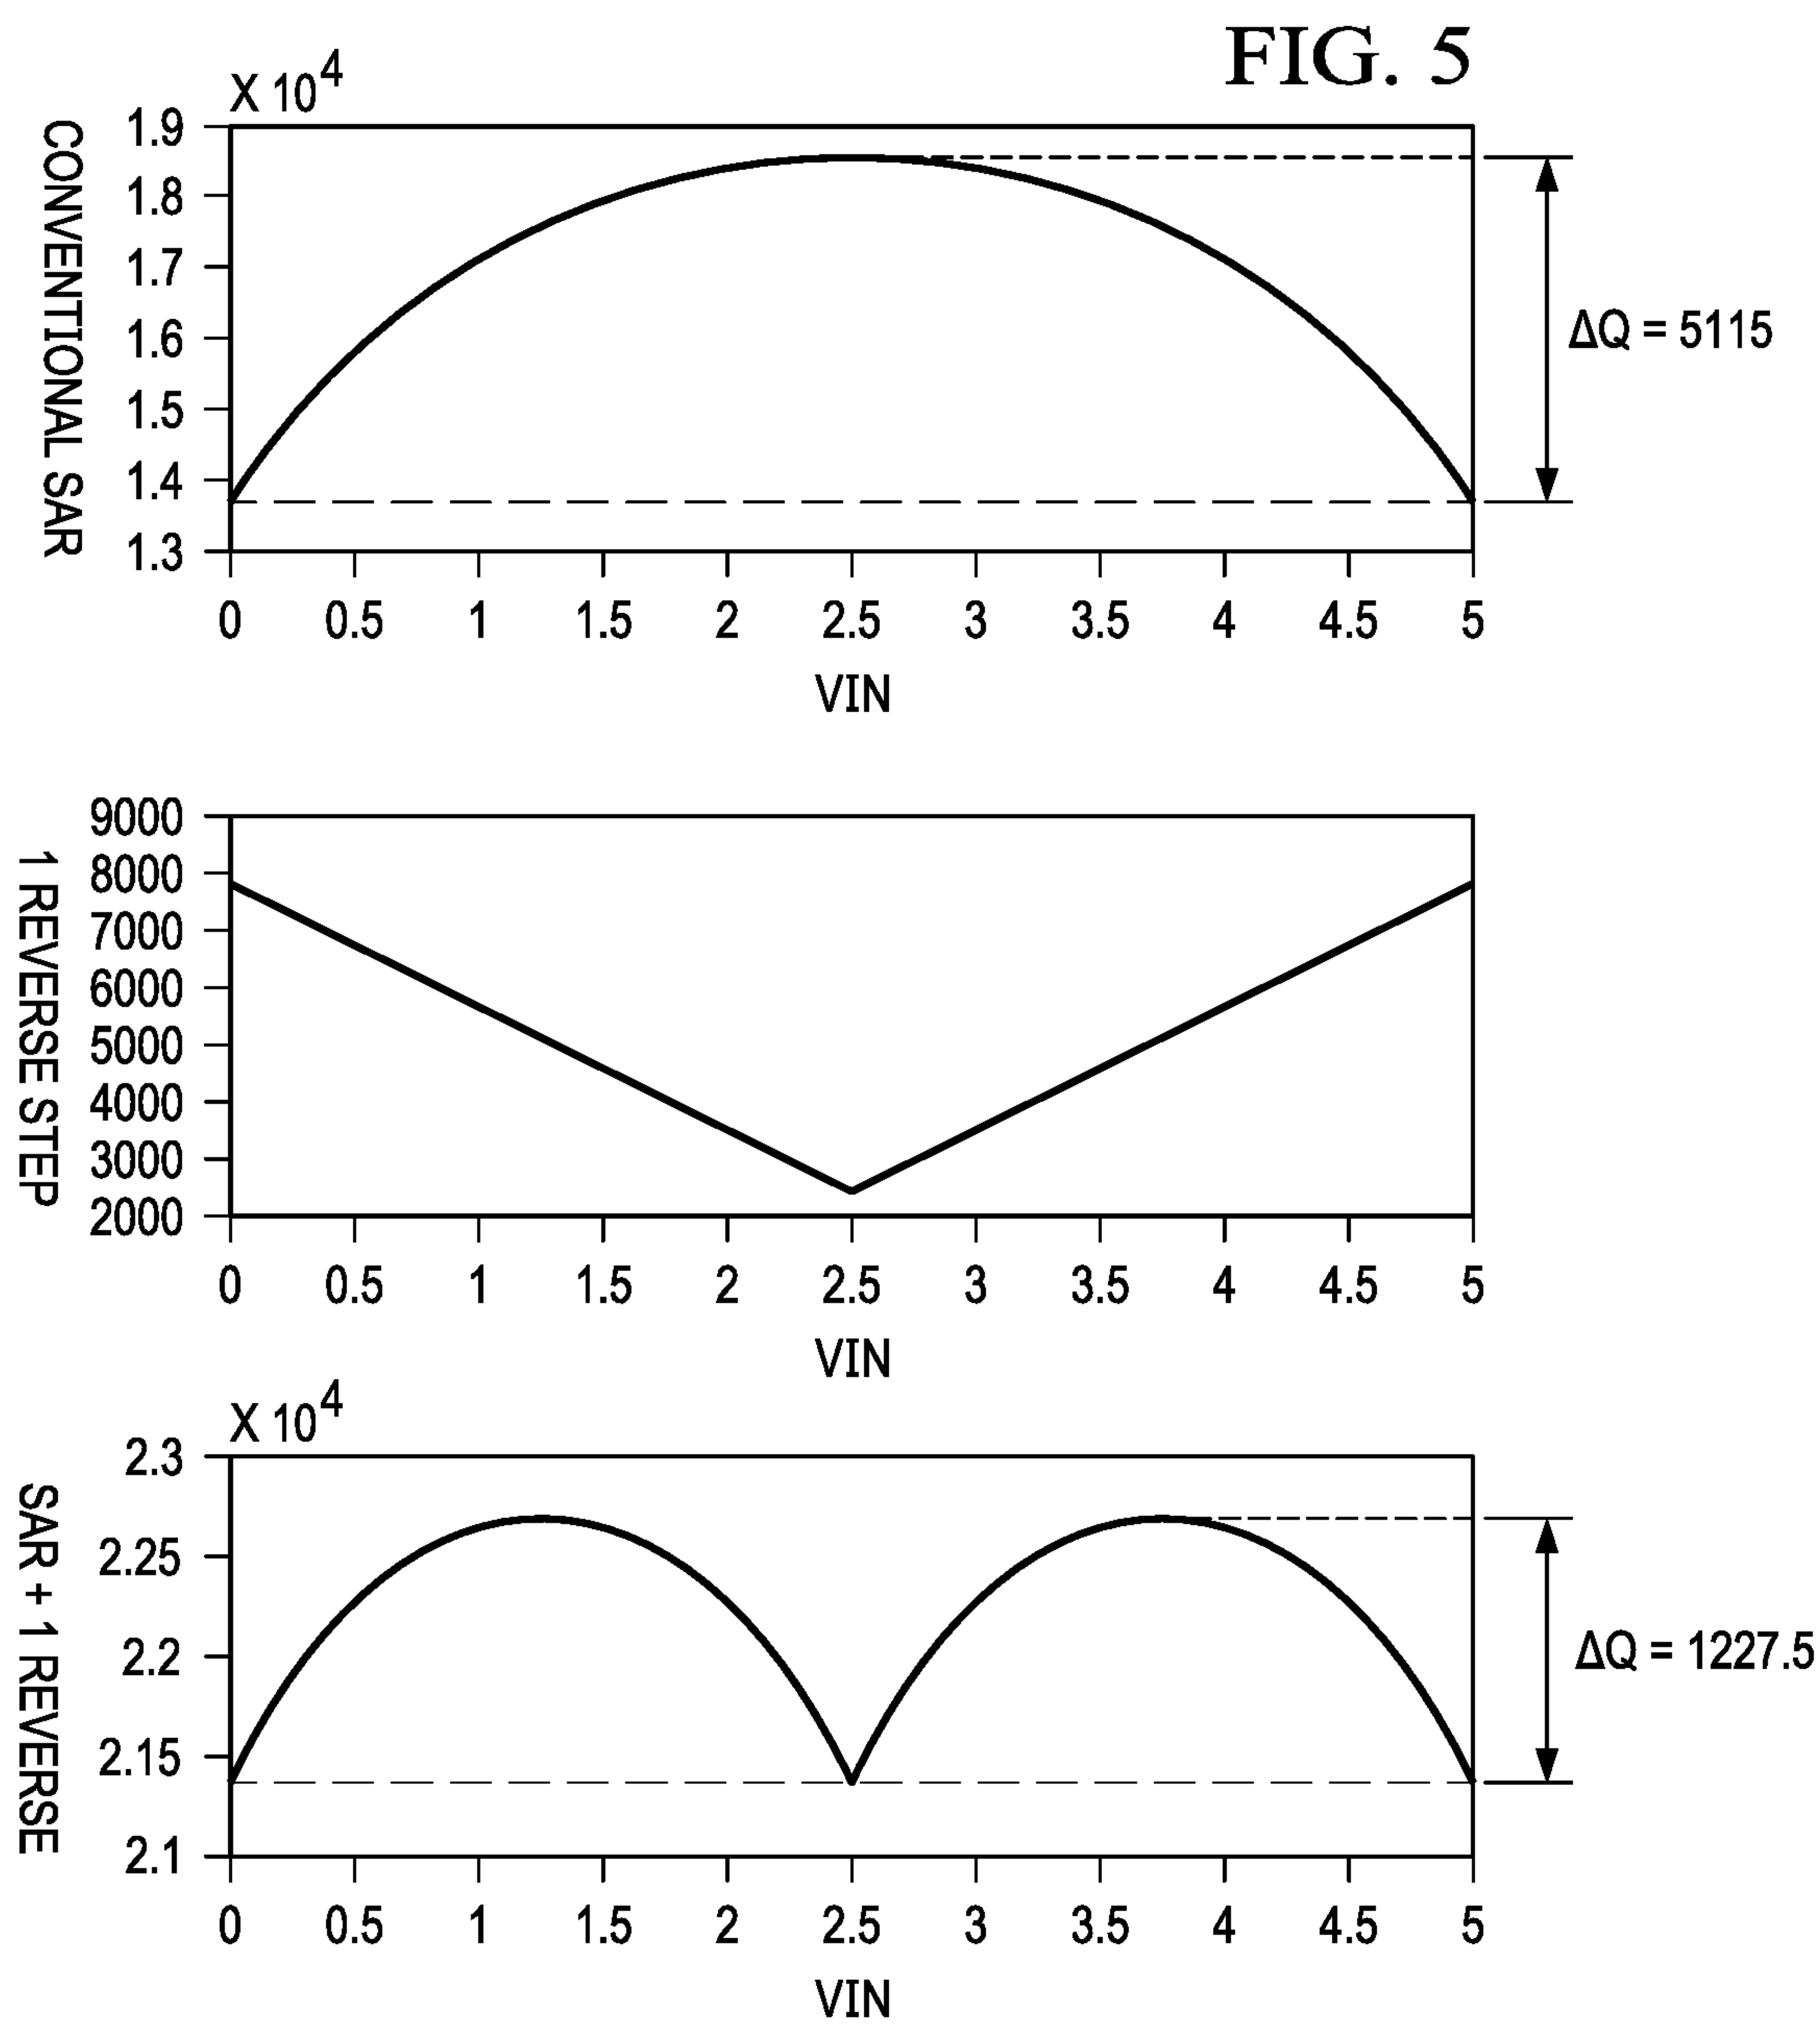 FIG. 5
X 10^4
CONVENTIONAL SAR
1.9
1.8
1.7
1.6
1.5
1.4
1.3
ΔQ = 5115
0 0.5 1 1.5 2 2.5 3 3.5 4 4.5 5
VIN
1 REVERSE STEP
9000
8000
7000
6000
5000
4000
3000
2000
0 0.5 1 1.5 2 2.5 3 3.5 4 4.5 5
VIN
X 10^4
SAR + 1 REVERSE
2.3
2.25
2.2
2.15
2.1
ΔQ = 1227.5
0 0.5 1 1.5 2 2.5 3 3.5 4 4.5 5
VIN